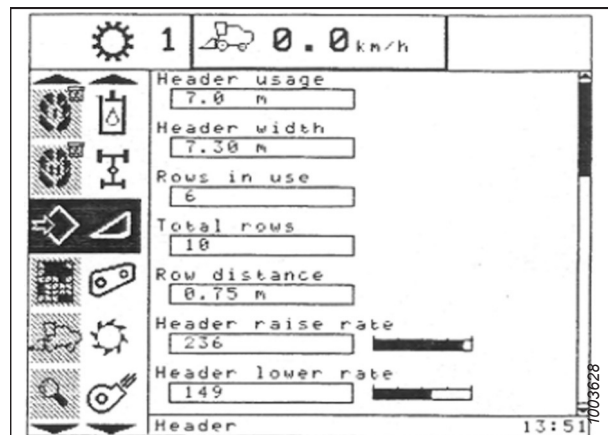 1
0.0 km/h
Header usage
7.0 m
Header width
7.30 m
Rows in use
6
Total rows
10
Row distance
0.75 m
Header raise rate
236
Header lower rate
149
Header
13:51
1003628